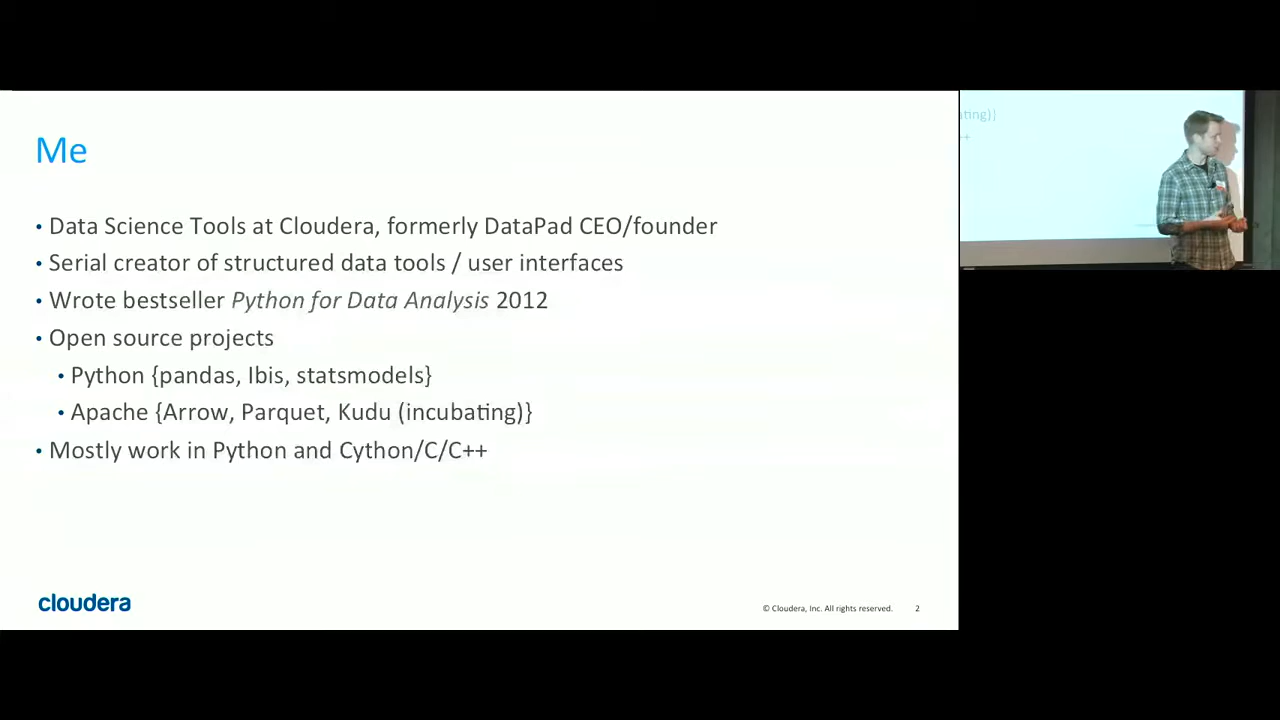 Me
• Data Science Tools at Cloudera, formerly DataPad CEO/founder
• Serial creator of structured data tools / user interfaces
• Wrote bestseller Python for Data Analysis 2012
• Open source projects
• Python {pandas, Ibis, statsmodels}
• Apache {Arrow, Parquet, Kudu (incubating)}
• Mostly work in Python and Cython/C/C++
cloudera
© Cloudera, Inc. All rights reserved. 2
ating)}
++